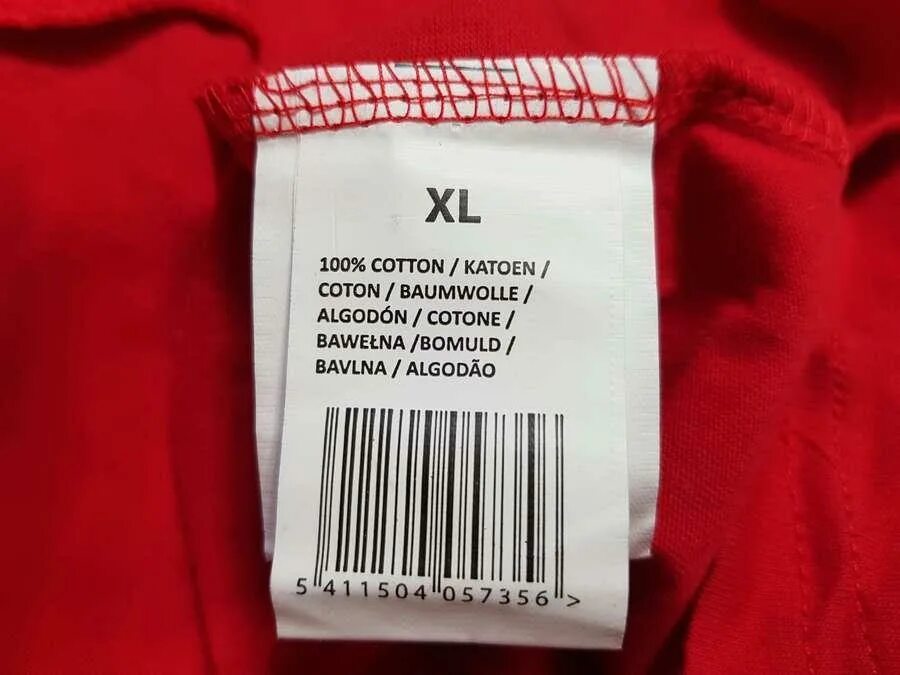 XL
100% COTTON / KATOEN /
COTON / BAUMWOLLE /
ALGODÓN / COTONE /
BAWEŁNA /BOMULD /
BAVLNA / ALGODÃO
5 411504 057356 >